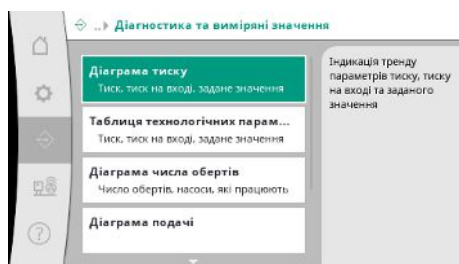 ..▸ Діагностика та виміряні значення
Діаграма тиску
Тиск, тиск на вході, задане значення
Таблиця технологічних парам...
Тиск, тиск на вході, задане значення
Діаграма числа обертів
Число обертів, насоси, які працюють
Діаграма подачі
Індикація тренду
параметрів тиску, тиску
на вході та заданого
значення